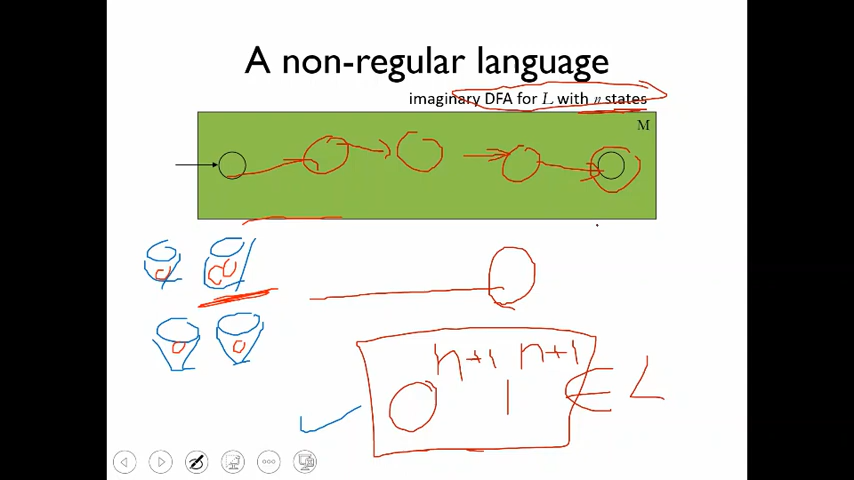 A non-regular language
imaginary DFA for L with n states
M
n+1 n+1
0 1 ∈ L